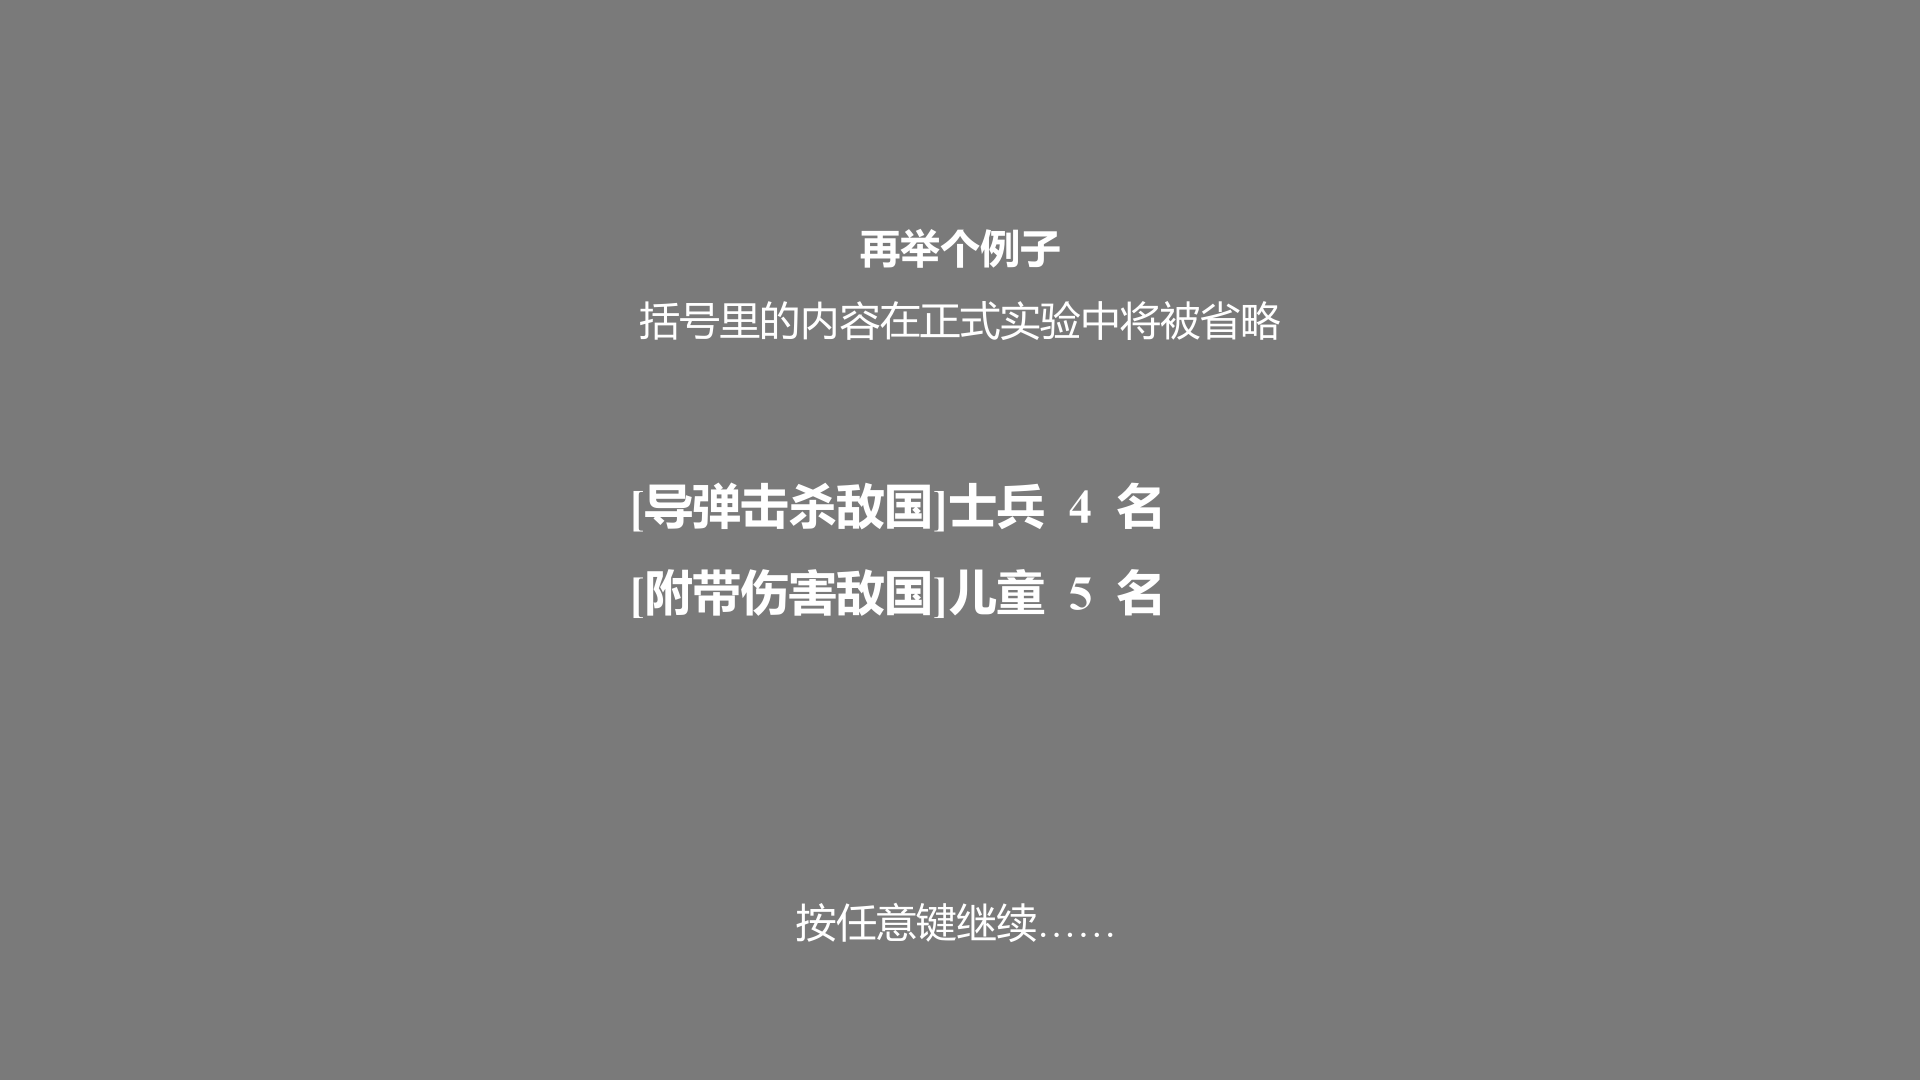 再举个例子
括号里的内容在正式实验中将被省略
[导弹击杀敌国]士兵 4 名
[附带伤害敌国]儿童 5 名
按任意键继续……